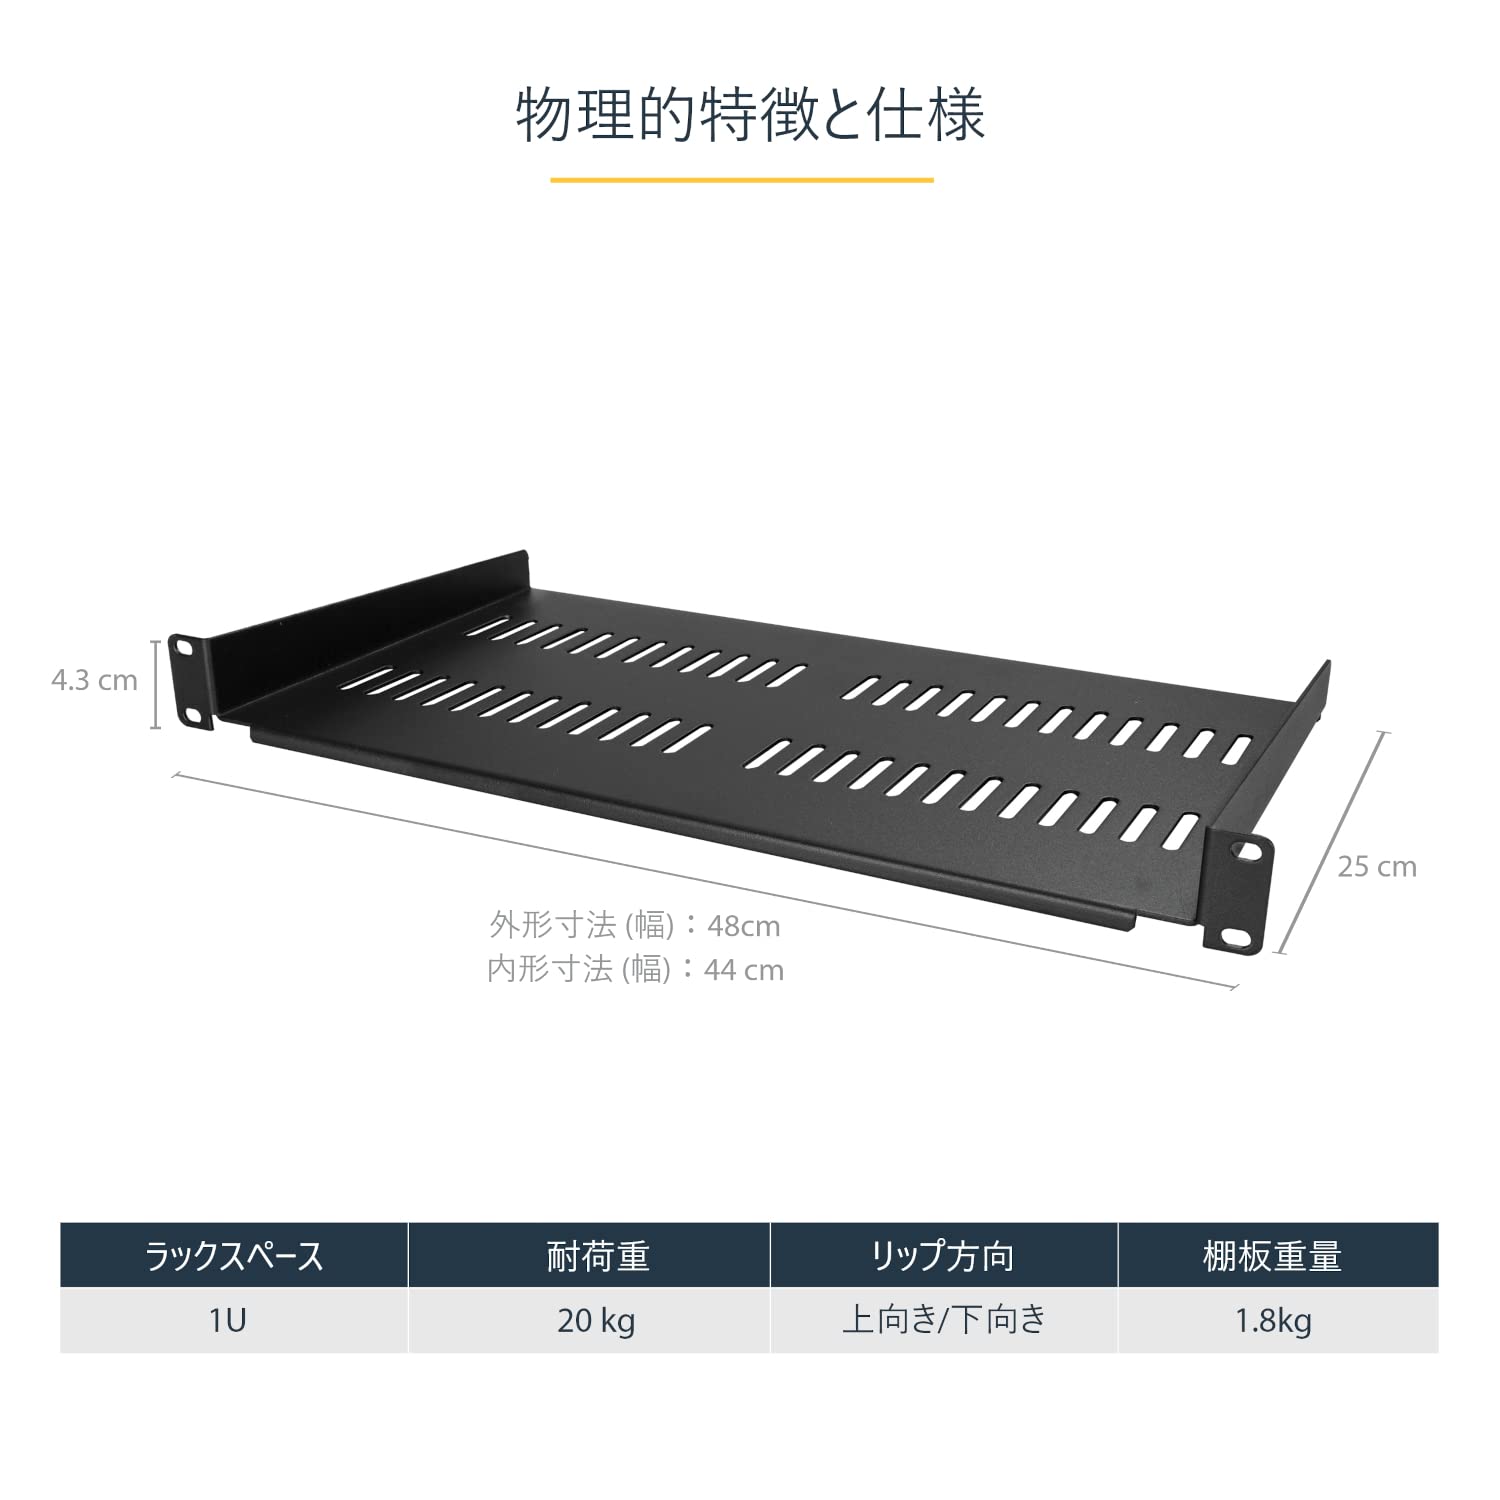 物理的特徴と仕様
4.3 cm
25 cm
外形寸法 (幅)：48cm
内形寸法 (幅)：44 cm
ラックスペース 耐荷重 リップ方向 棚板重量
1U 20 kg 上向き/下向き 1.8kg